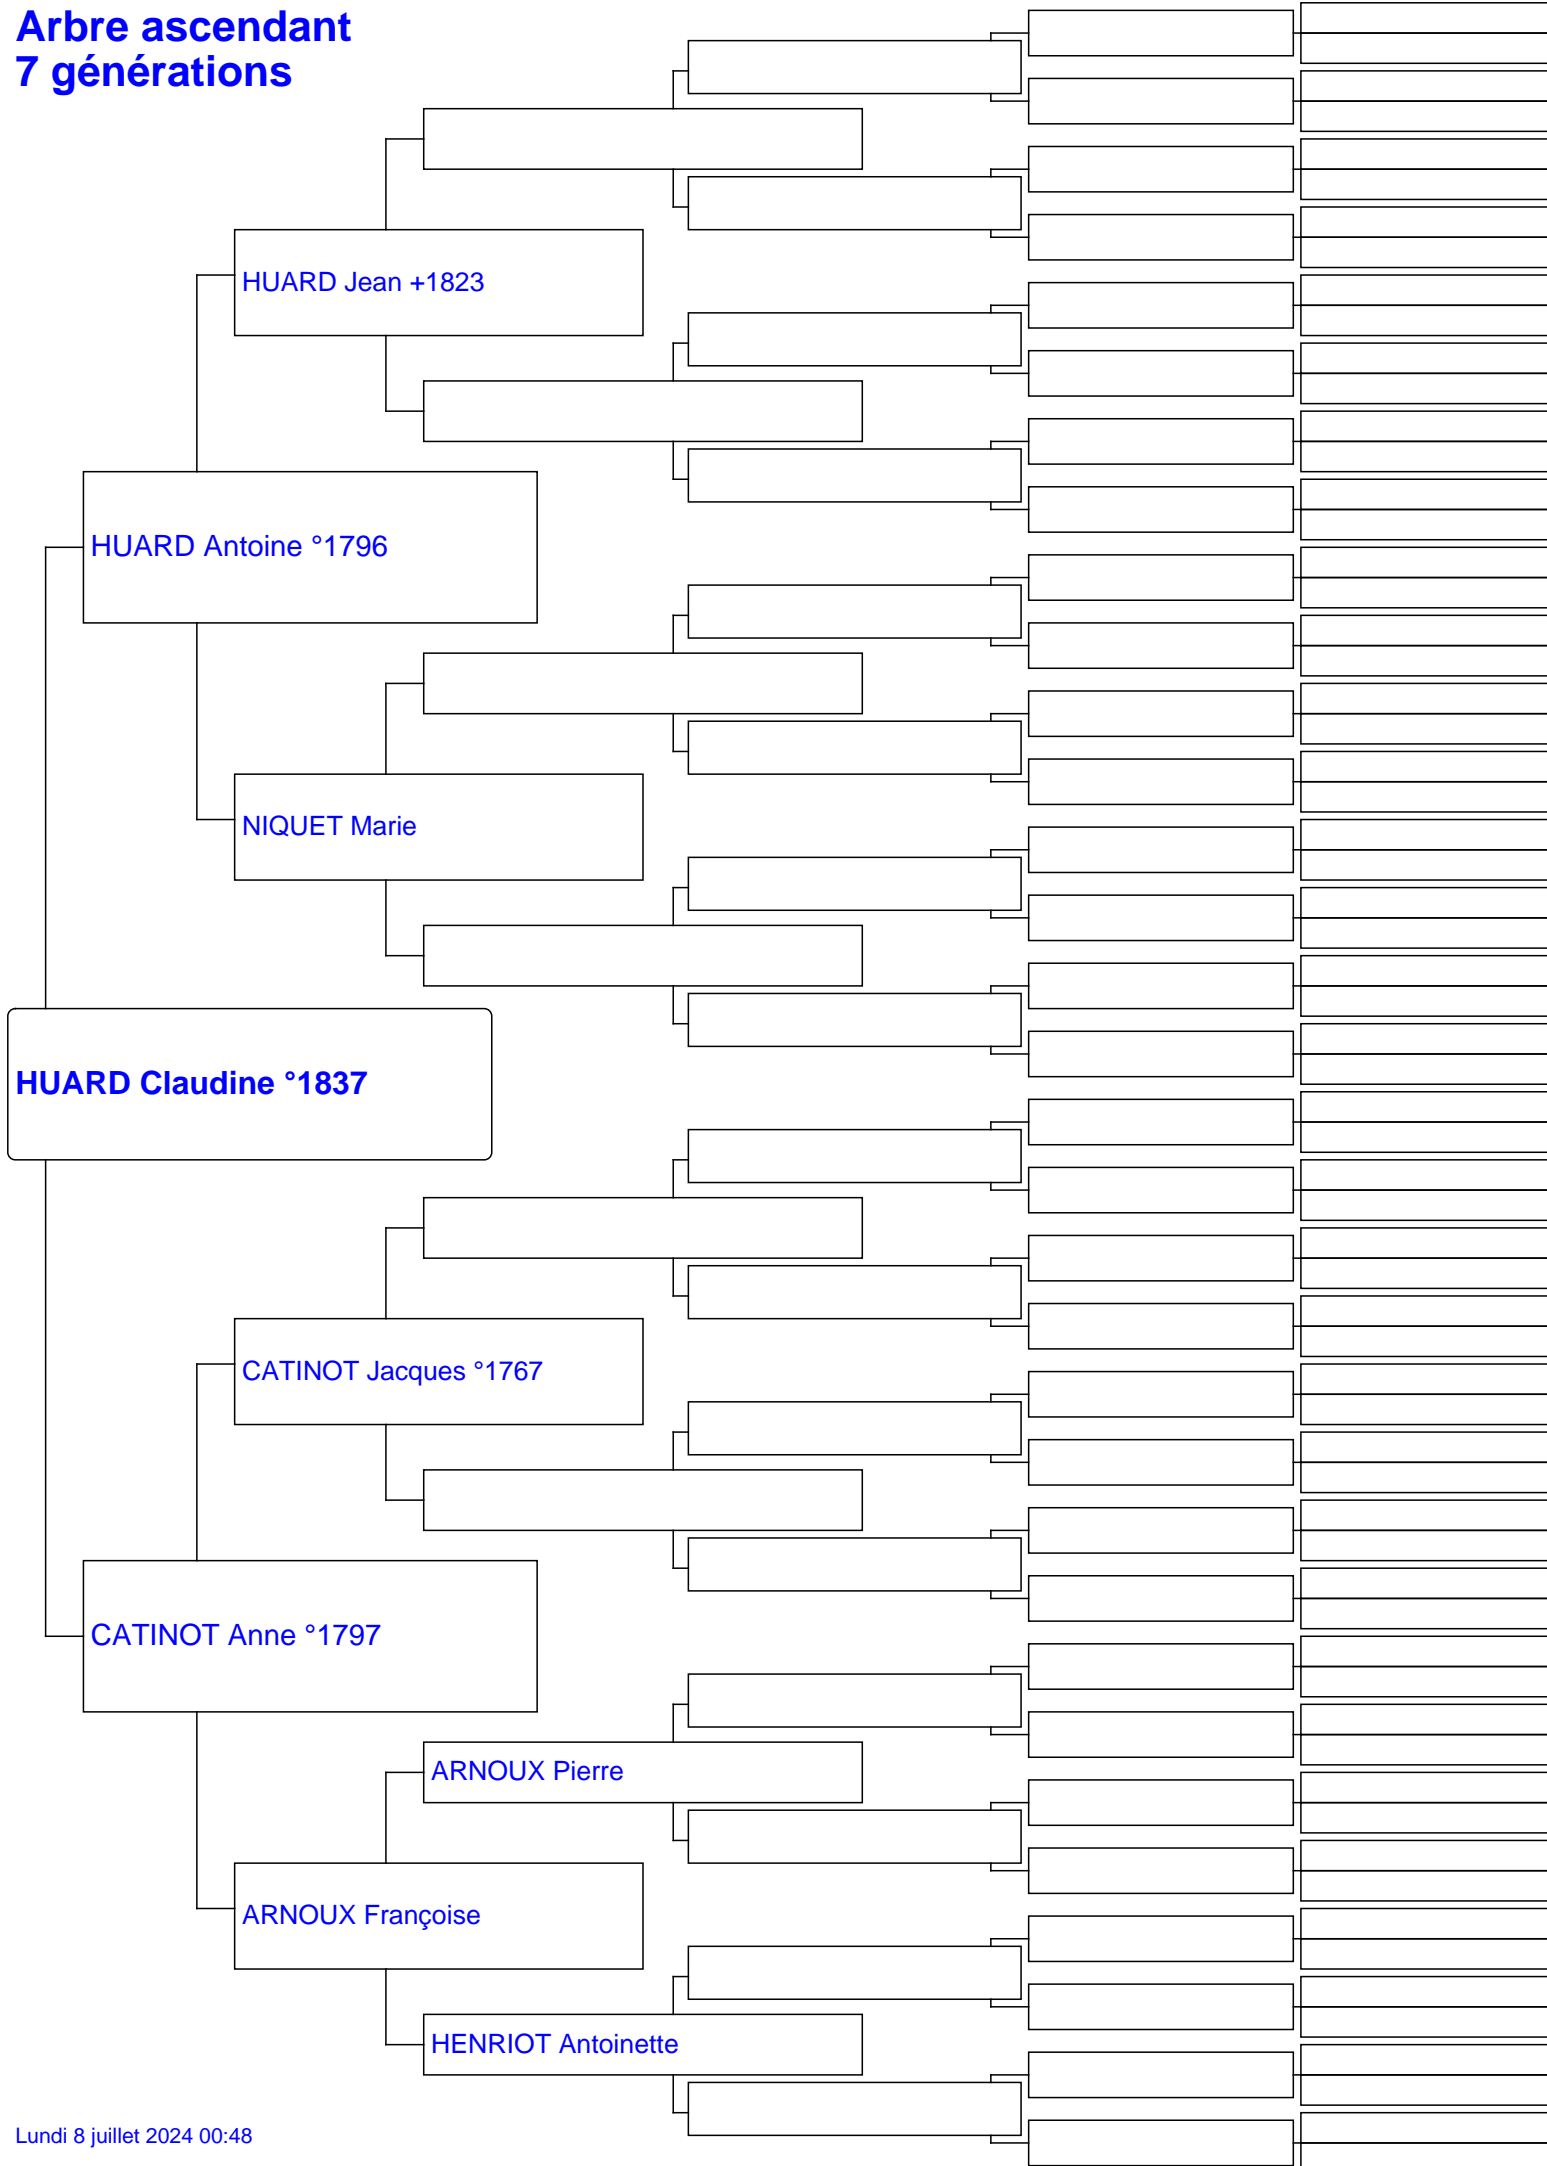 Arbre ascendant
7 générations
HUARD Jean +1823
HUARD Antoine °1796
NIQUET Marie
HUARD Claudine °1837
CATINOT Jacques °1767
CATINOT Anne °1797
ARNOUX Pierre
ARNOUX Françoise
HENRIOT Antoinette
Lundi 8 juillet 2024 00:48